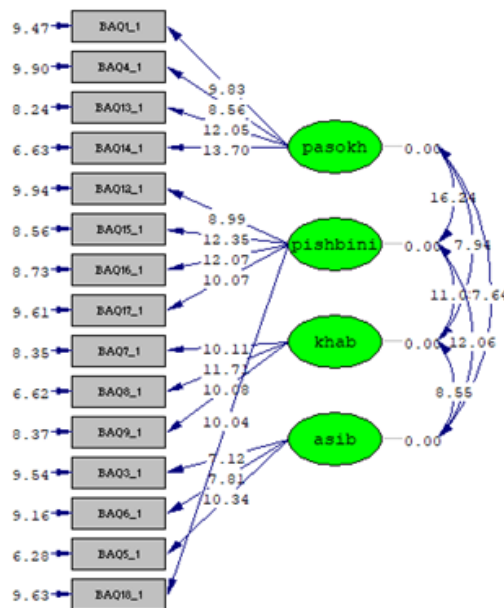 9.47 BAQ1_1
9.90 BAQ4_1
8.24 BAQ13_1
6.63 BAQ14_1
9.94 BAQ12_1
8.56 BAQ15_1
8.73 BAQ16_1
9.61 BAQ17_1
8.35 BAQ7_1
6.62 BAQ8_1
8.37 BAQ9_1
9.54 BAQ3_1
9.16 BAQ6_1
6.28 BAQ5_1
9.63 BAQ18_1
9.83
8.56
12.05
13.70
8.99
12.35
12.07
10.07
10.11
11.71
10.08
10.04
7.12
7.81
10.34
pasokh 0.00
pishbini 0.00
khab 0.00
asib 0.00
16.24
7.94
7.64
12.06
8.55